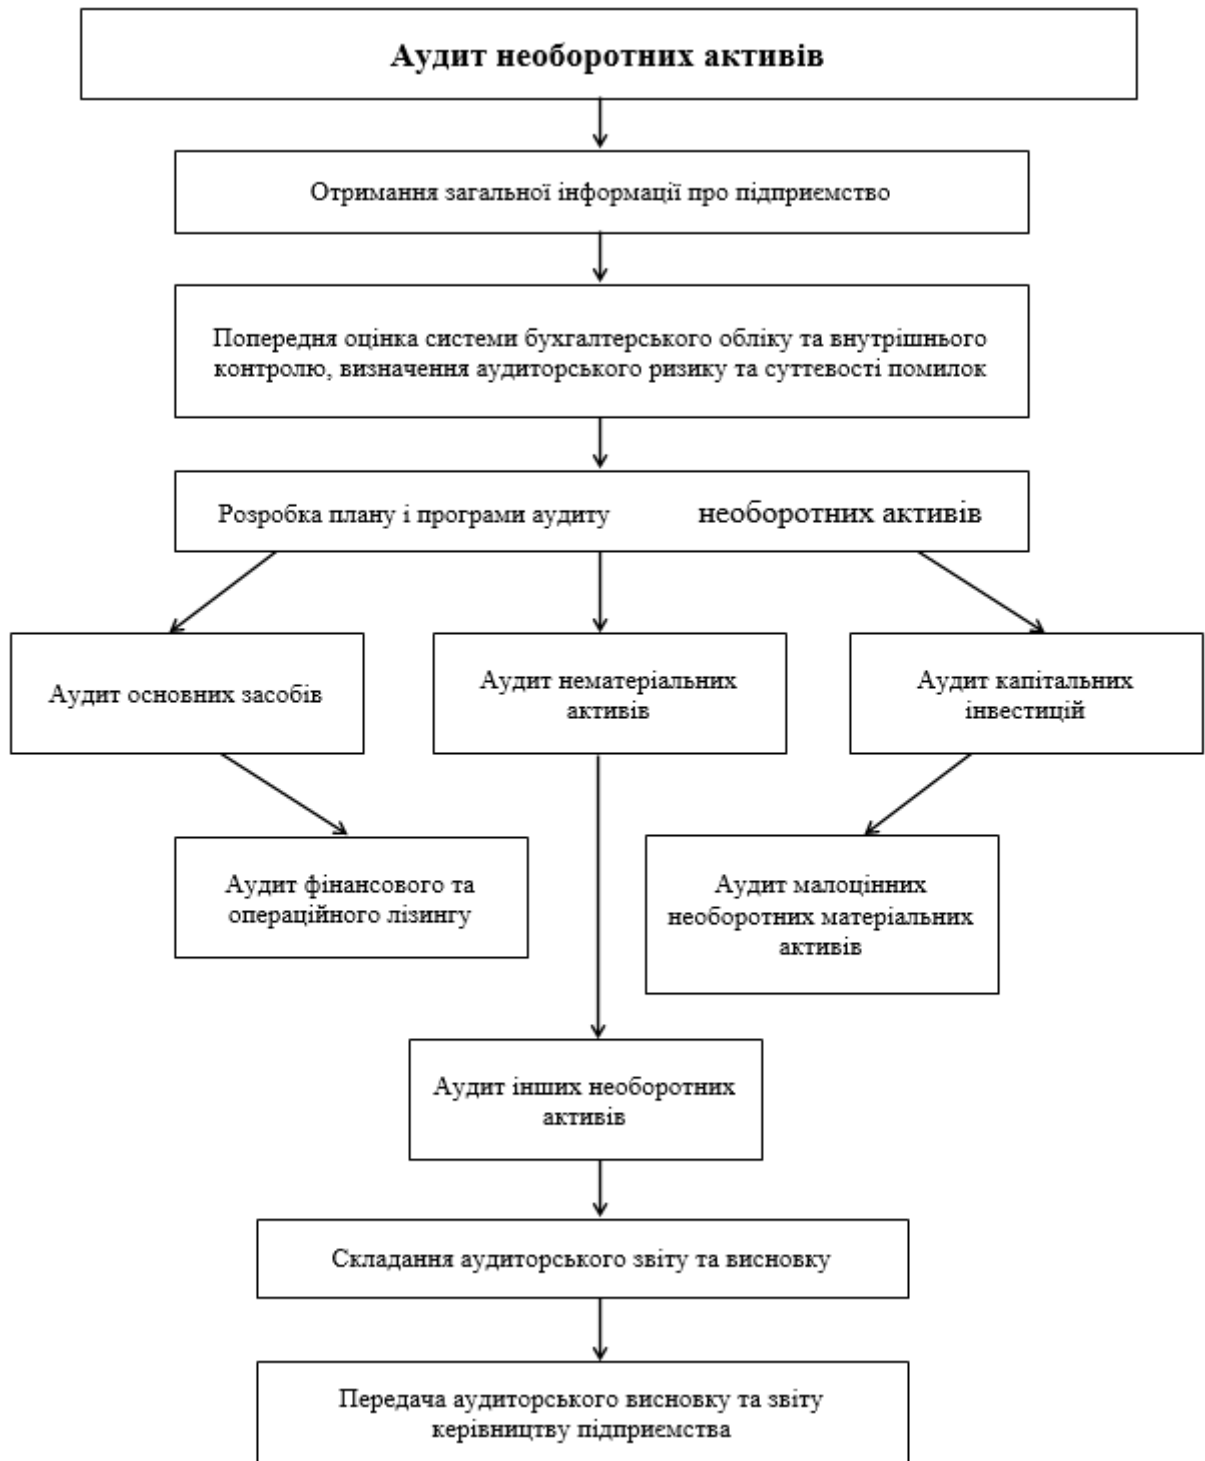 Аудит необоротних активів
Отримання загальної інформації про підприємство
Попередня оцінка системи бухгалтерського обліку та внутрішнього
контролю, визначення аудиторського ризику та суттєвості помилок
Розробка плану і програми аудиту необоротних активів
Аудит основних засобів
Аудит нематеріальних
активів
Аудит капітальних
інвестицій
Аудит фінансового та
операційного лізингу
Аудит малоцінних
необоротних матеріальних
активів
Аудит інших необоротних
активів
Складання аудиторського звіту та висновку
Передача аудиторського висновку та звіту
керівництву підприємства